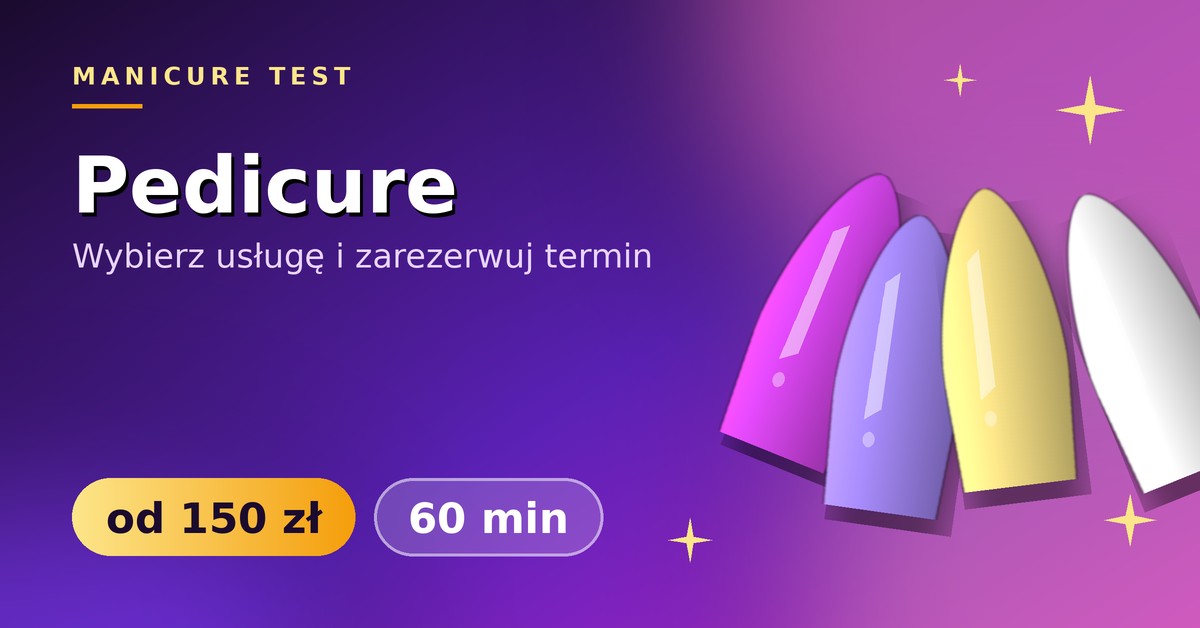 MANICURE TEST
Pedicure
Wybierz usługę i zarezerwuj termin
od 150 zł
60 min